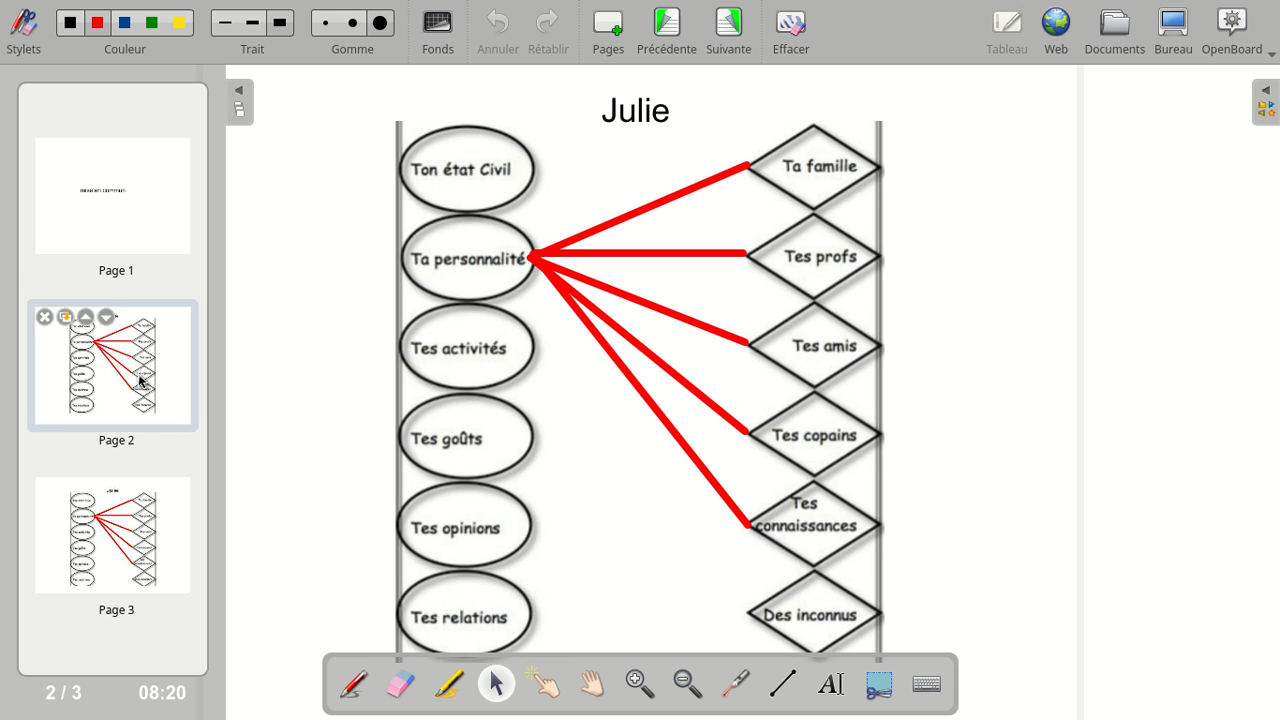 Stylets
Couleur
Trait
Gomme
Fonds
Annuler
Rétablir
Pages
Précédente
Suivante
Effacer
Tableau
Web
Documents
Bureau
OpenBoard
Page 1
Page 2
Page 3
2 / 3
08:20
Julie
Ton état Civil
Ta famille
Ta personnalité
Tes profs
Tes activités
Tes amis
Tes goûts
Tes copains
Tes opinions
Tes
connaissances
Tes relations
Des inconnus
AI